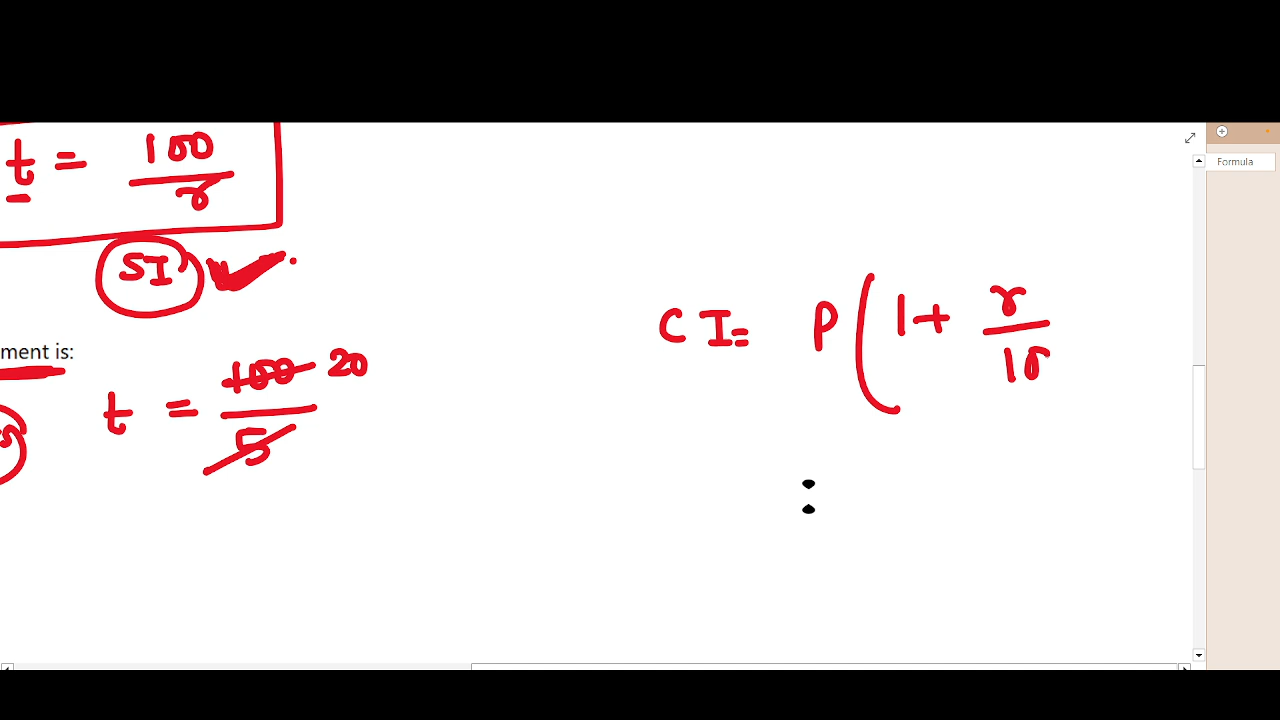 t = 100/r
SI
Formula
CI = P(1 + r/10
ment is:
t = 100/5 20